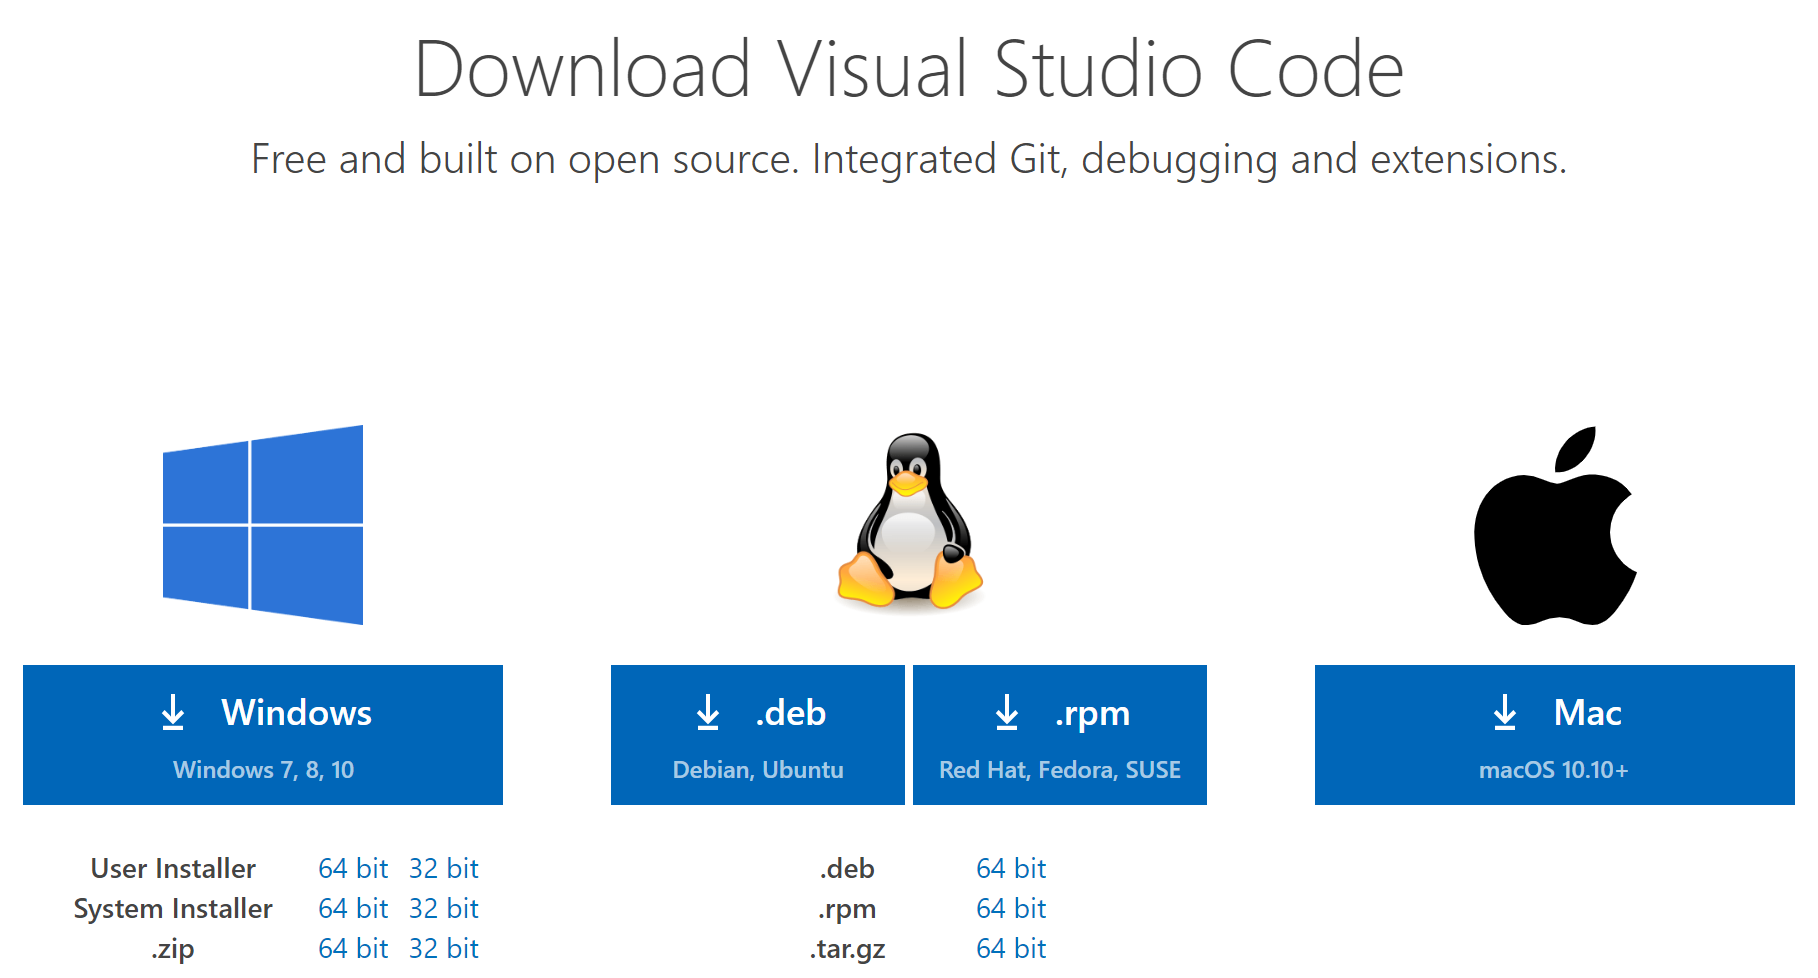 Download Visual Studio Code
Free and built on open source. Integrated Git, debugging and extensions.
Windows
Windows 7, 8, 10
.deb
Debian, Ubuntu
.rpm
Red Hat, Fedora, SUSE
Mac
macOS 10.10+
User Installer 64 bit 32 bit
System Installer 64 bit 32 bit
.zip 64 bit 32 bit
.deb 64 bit
.rpm 64 bit
.tar.gz 64 bit